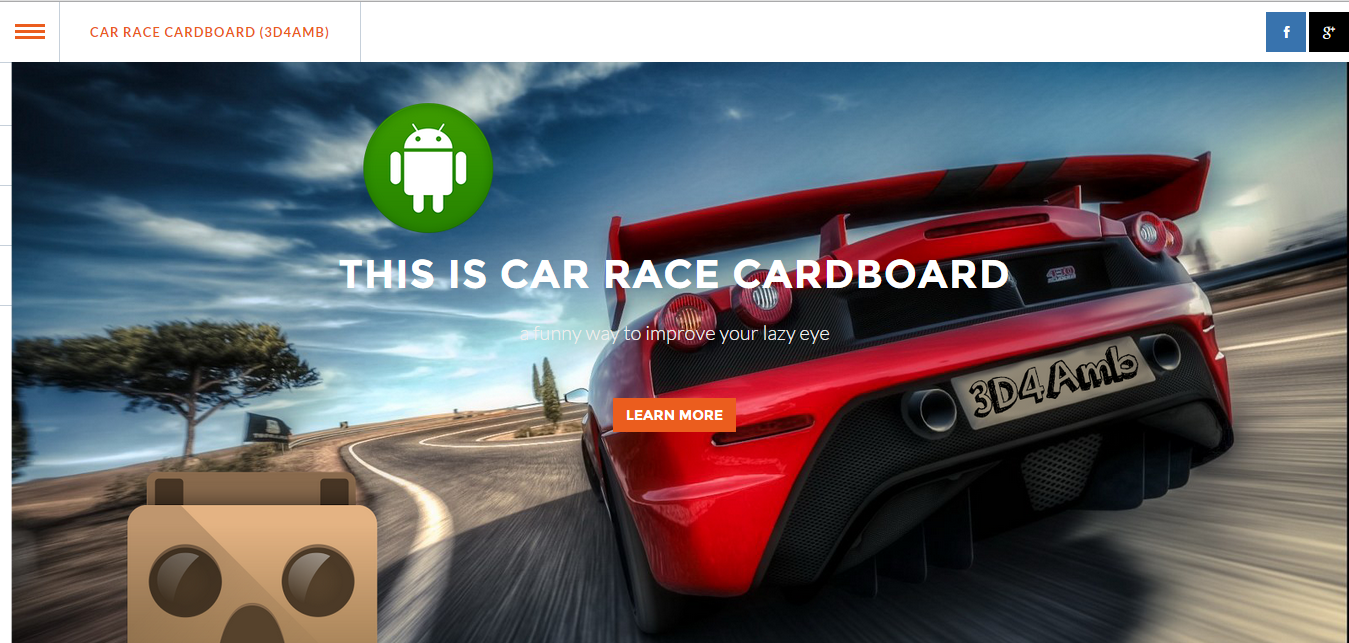 CAR RACE CARDBOARD (3D4AMB)
f
g+
THIS IS CAR RACE CARDBOARD
a funny way to improve your lazy eye
3D4Amb
LEARN MORE